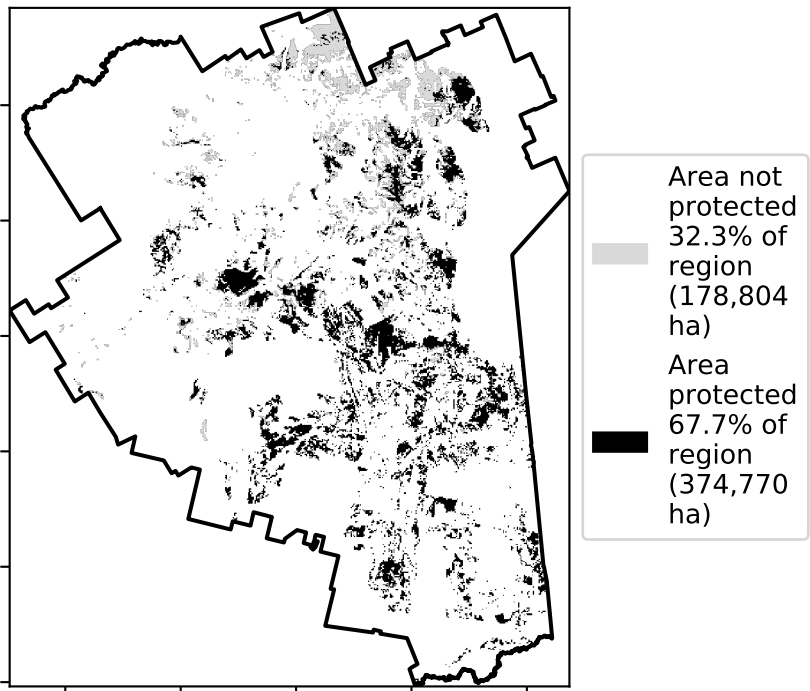 Area not
protected
32.3% of
region
(178,804
ha)
Area
protected
67.7% of
region
(374,770
ha)